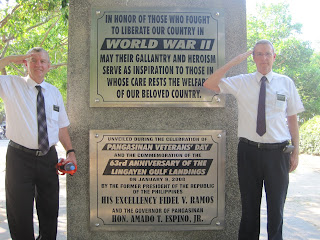 IN HONOR OF THOSE WHO FOUGHT
TO LIBERATE OUR COUNTRY IN
WORLD WAR II
MAY THEIR GALLANTRY AND HEROISM
SERVE AS INSPIRATION TO THOSE IN
WHOSE CARE RESTS THE WELFARE
OF OUR BELOVED COUNTRY.
UNVEILED DURING THE CELEBRATION OF
PANGASINAN VETERANS' DAY
AND THE COMMEMORATION OF THE
63rd ANNIVERSARY OF THE
LINGAYEN GULF LANDINGS
ON JANUARY 9, 2008
BY THE FORMER PRESIDENT OF THE REPUBLIC
OF THE PHILIPPINES
HIS EXCELLENCY FIDEL V. RAMOS
AND THE GOVERNOR OF PANGASINAN
HON. AMADO T. ESPINO, JR.